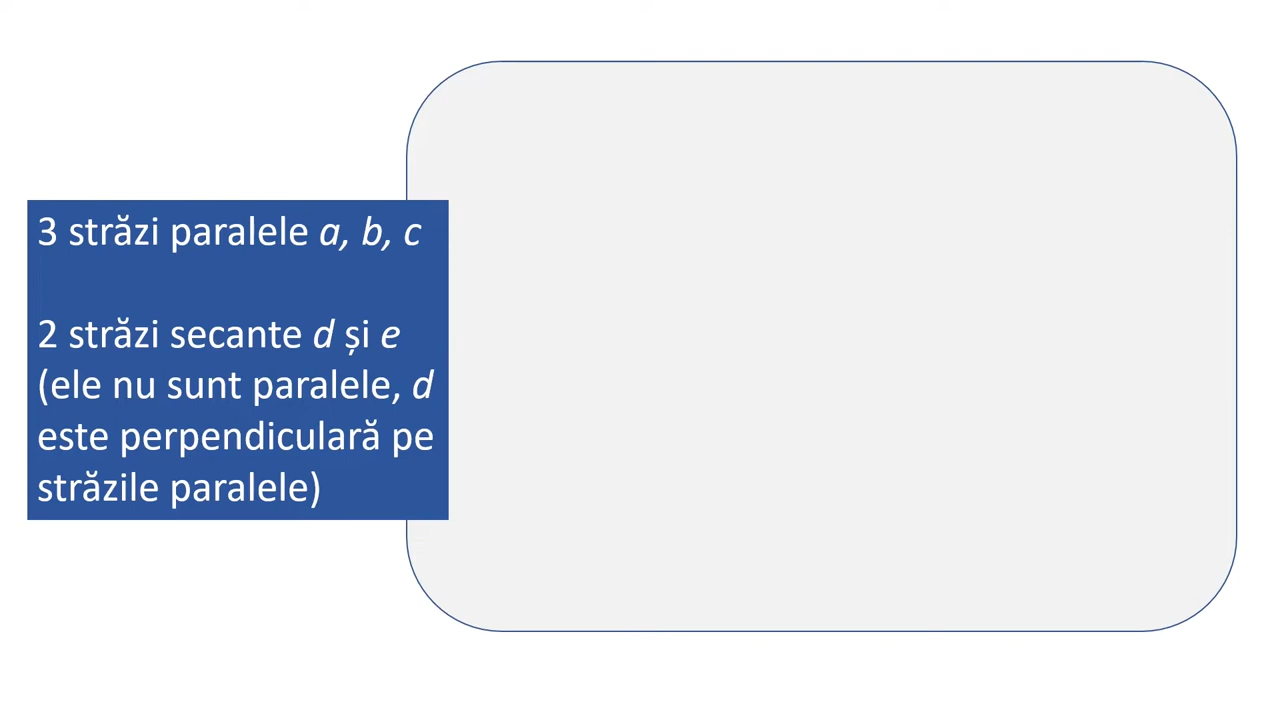 3 străzi paralele a, b, c
2 străzi secante d și e
(ele nu sunt paralele, d
este perpendiculară pe
străzile paralele)